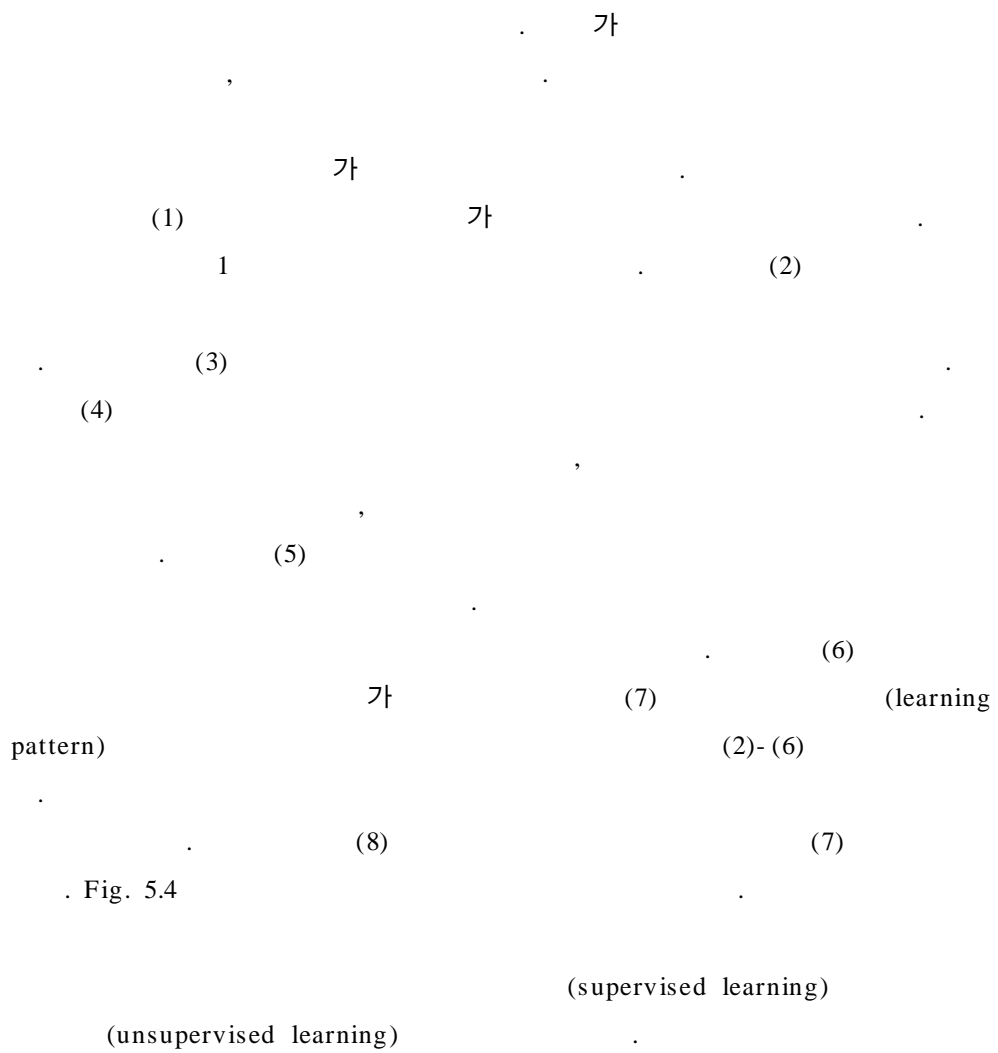 . 가
, .
가 .
(1) 가 .
1 . (2)
. (3) .
(4) .
,
,
. (5)
.
. (6)
가 (7) (learning
pattern) (2)- (6)
.
. (8) (7)
. Fig. 5.4 .
(supervised learning)
(unsupervised learning) .